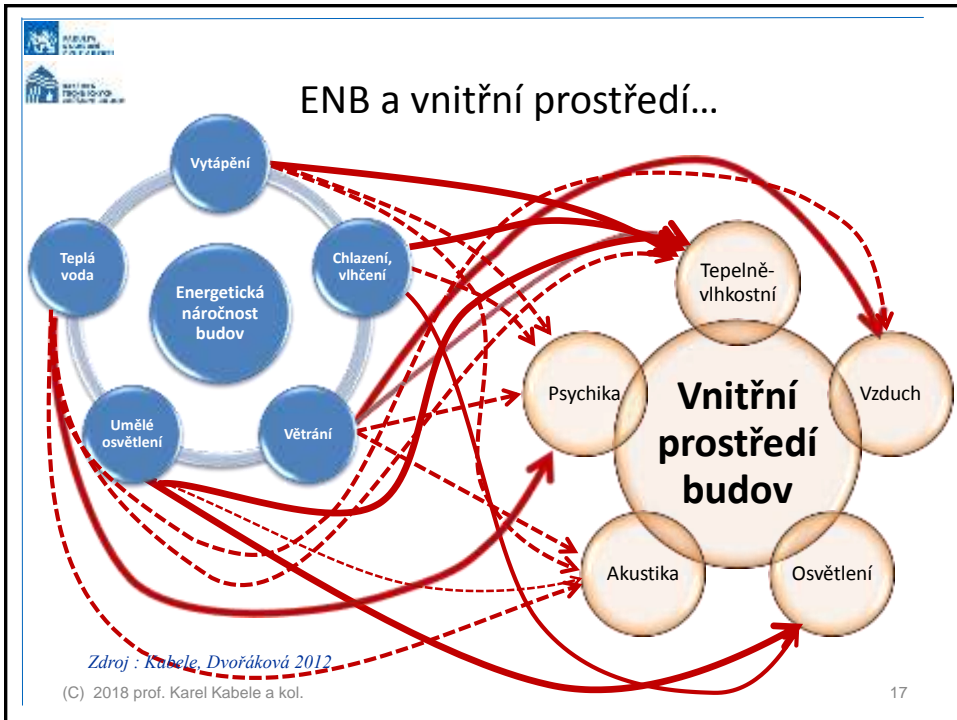 ENB a vnitřní prostředí…
Vytápění
Teplá
voda
Chlazení,
vlhčení
Energetická
náročnost
budov
Umělé
osvětlení
Větrání
Tepelně-
vlhkostní
Psychika
Vnitřní
prostředí
budov
Vzduch
Akustika
Osvětlení
Zdroj : Kabele, Dvořáková 2012
(C) 2018 prof. Karel Kabele a kol.
17